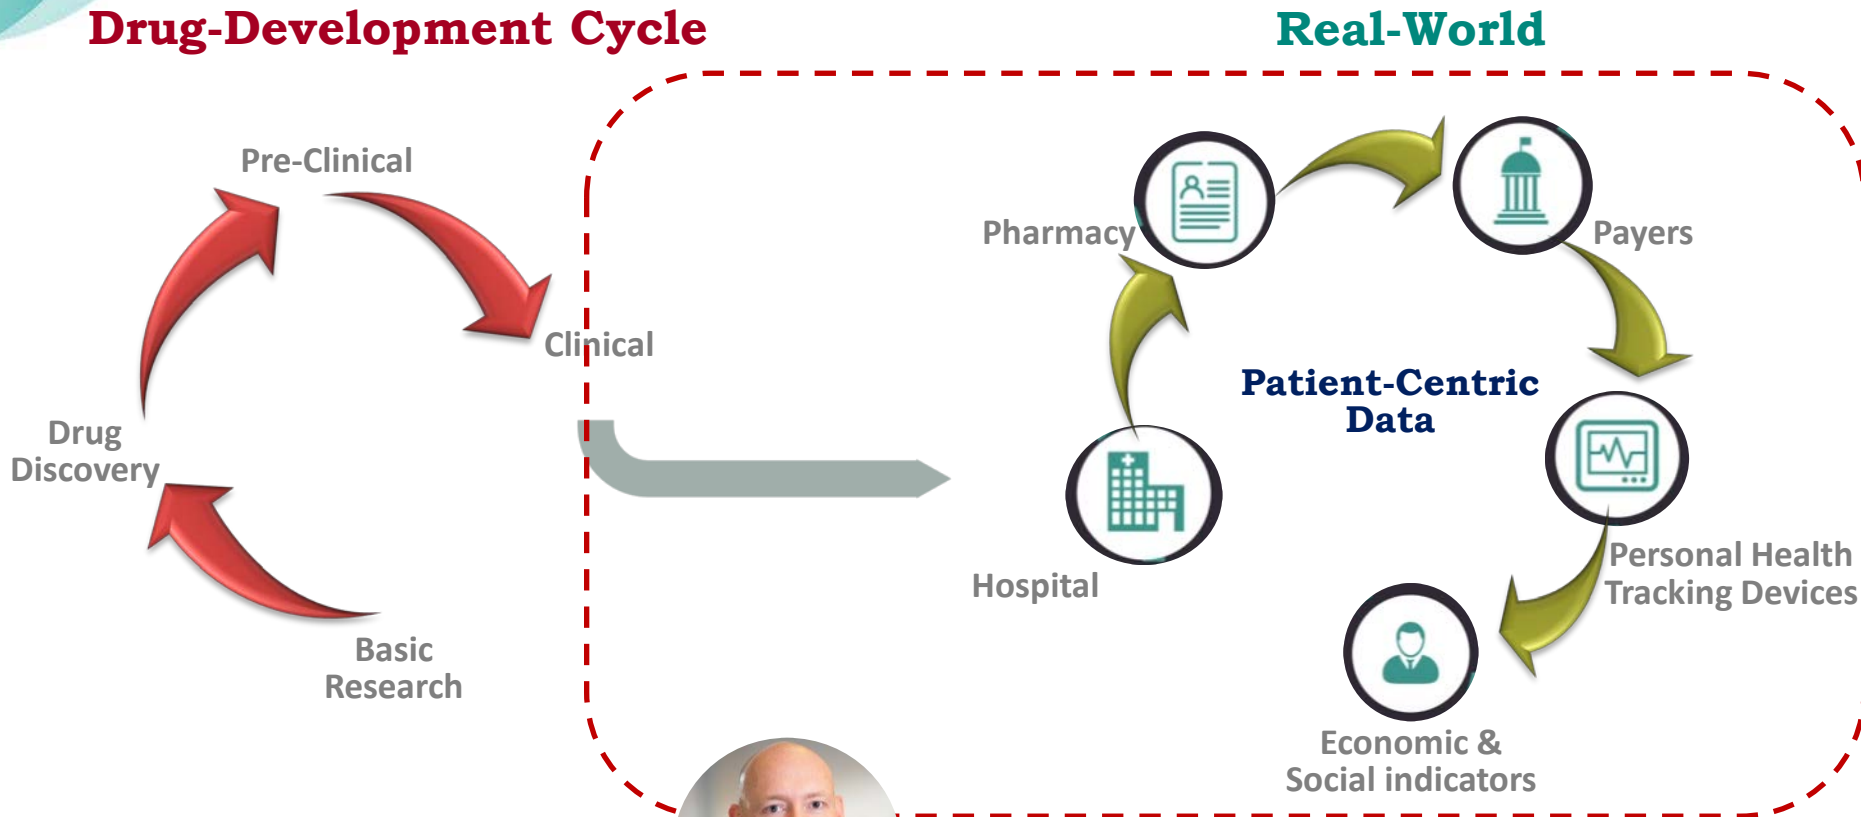 Drug-Development Cycle
Real-World
Pre-Clinical
Clinical
Drug
Discovery
Basic
Research
Pharmacy
Payers
Patient-Centric
Data
Hospital
Personal Health
Tracking Devices
Economic &
Social indicators